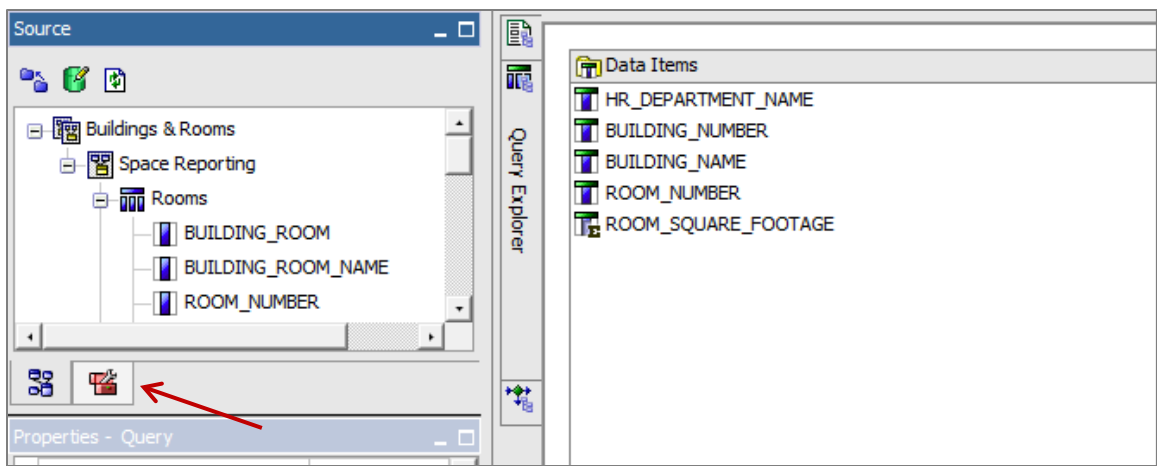 Source
Buildings & Rooms
Space Reporting
Rooms
BUILDING_ROOM
BUILDING_ROOM_NAME
ROOM_NUMBER
Properties - Query
Query Explorer
Data Items
HR_DEPARTMENT_NAME
BUILDING_NUMBER
BUILDING_NAME
ROOM_NUMBER
ROOM_SQUARE_FOOTAGE